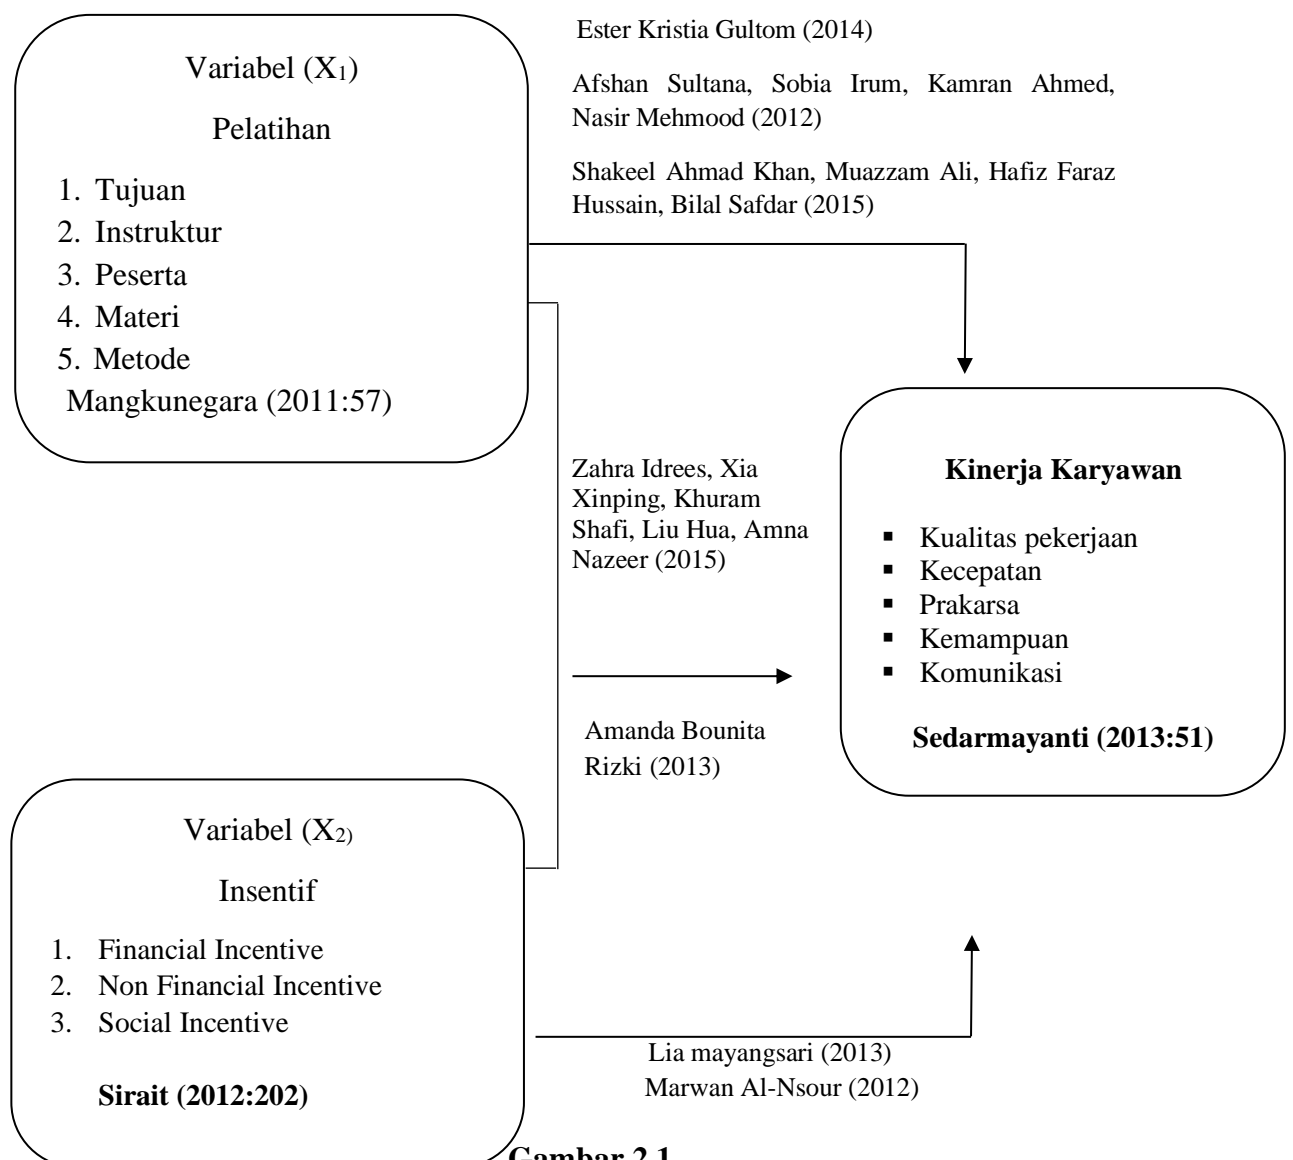 Variabel (X1)
Pelatihan
1. Tujuan
2. Instruktur
3. Peserta
4. Materi
5. Metode
Mangkunegara (2011:57)
Ester Kristia Gultom (2014)
Afshan Sultana, Sobia Irum, Kamran Ahmed,
Nasir Mehmood (2012)
Shakeel Ahmad Khan, Muazzam Ali, Hafiz Faraz
Hussain, Bilal Safdar (2015)
Zahra Idrees, Xia
Xinping, Khuram
Shafi, Liu Hua, Amna
Nazeer (2015)
Amanda Bounita
Rizki (2013)
Kinerja Karyawan
▪ Kualitas pekerjaan
▪ Kecepatan
▪ Prakarsa
▪ Kemampuan
▪ Komunikasi
Sedarmayanti (2013:51)
Variabel (X2)
Insentif
1. Financial Incentive
2. Non Financial Incentive
3. Social Incentive
Sirait (2012:202)
Lia mayangsari (2013)
Marwan Al-Nsour (2012)
Gambar 2.1